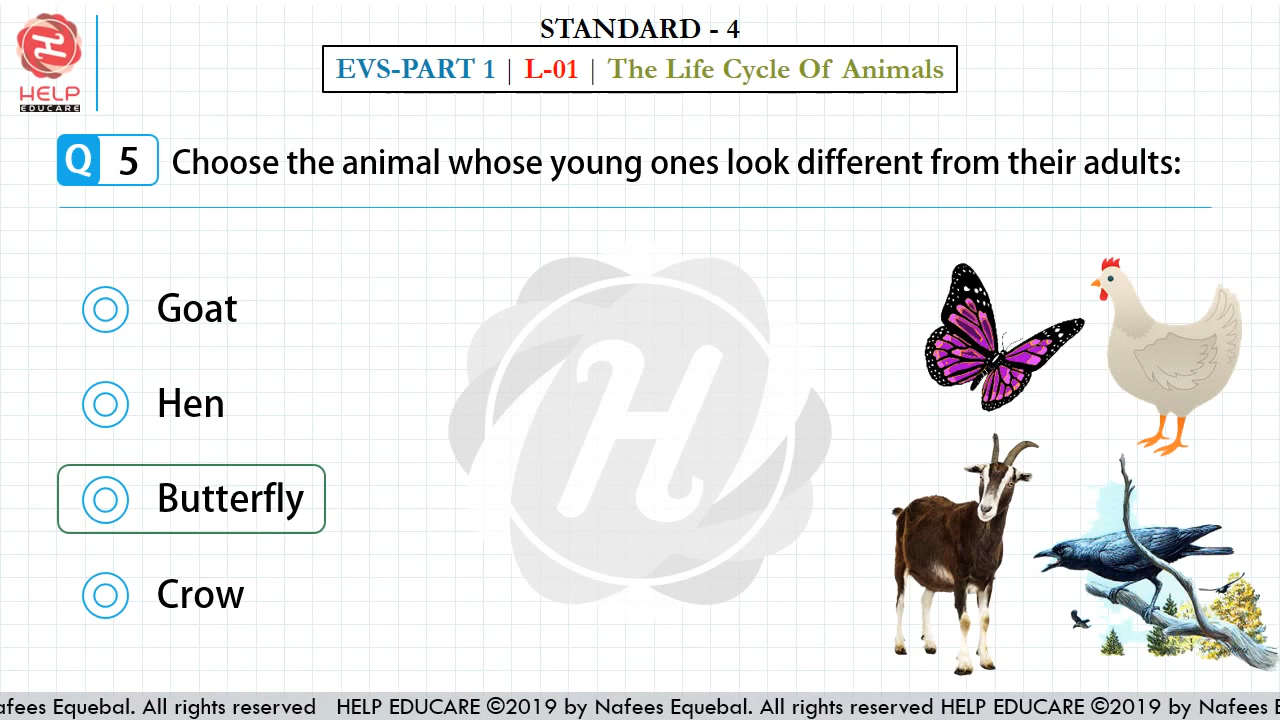 STANDARD - 4
HELP
EDUCARE
EVS-PART 1 | L-01 | The Life Cycle Of Animals
Q 5 Choose the animal whose young ones look different from their adults:
Goat
Hen
Butterfly
Crow
afees Equebal. All rights reserved HELP EDUCARE ©2019 by Nafees Equebal. All rights reserved HELP EDUCARE ©2019 by Nafees E